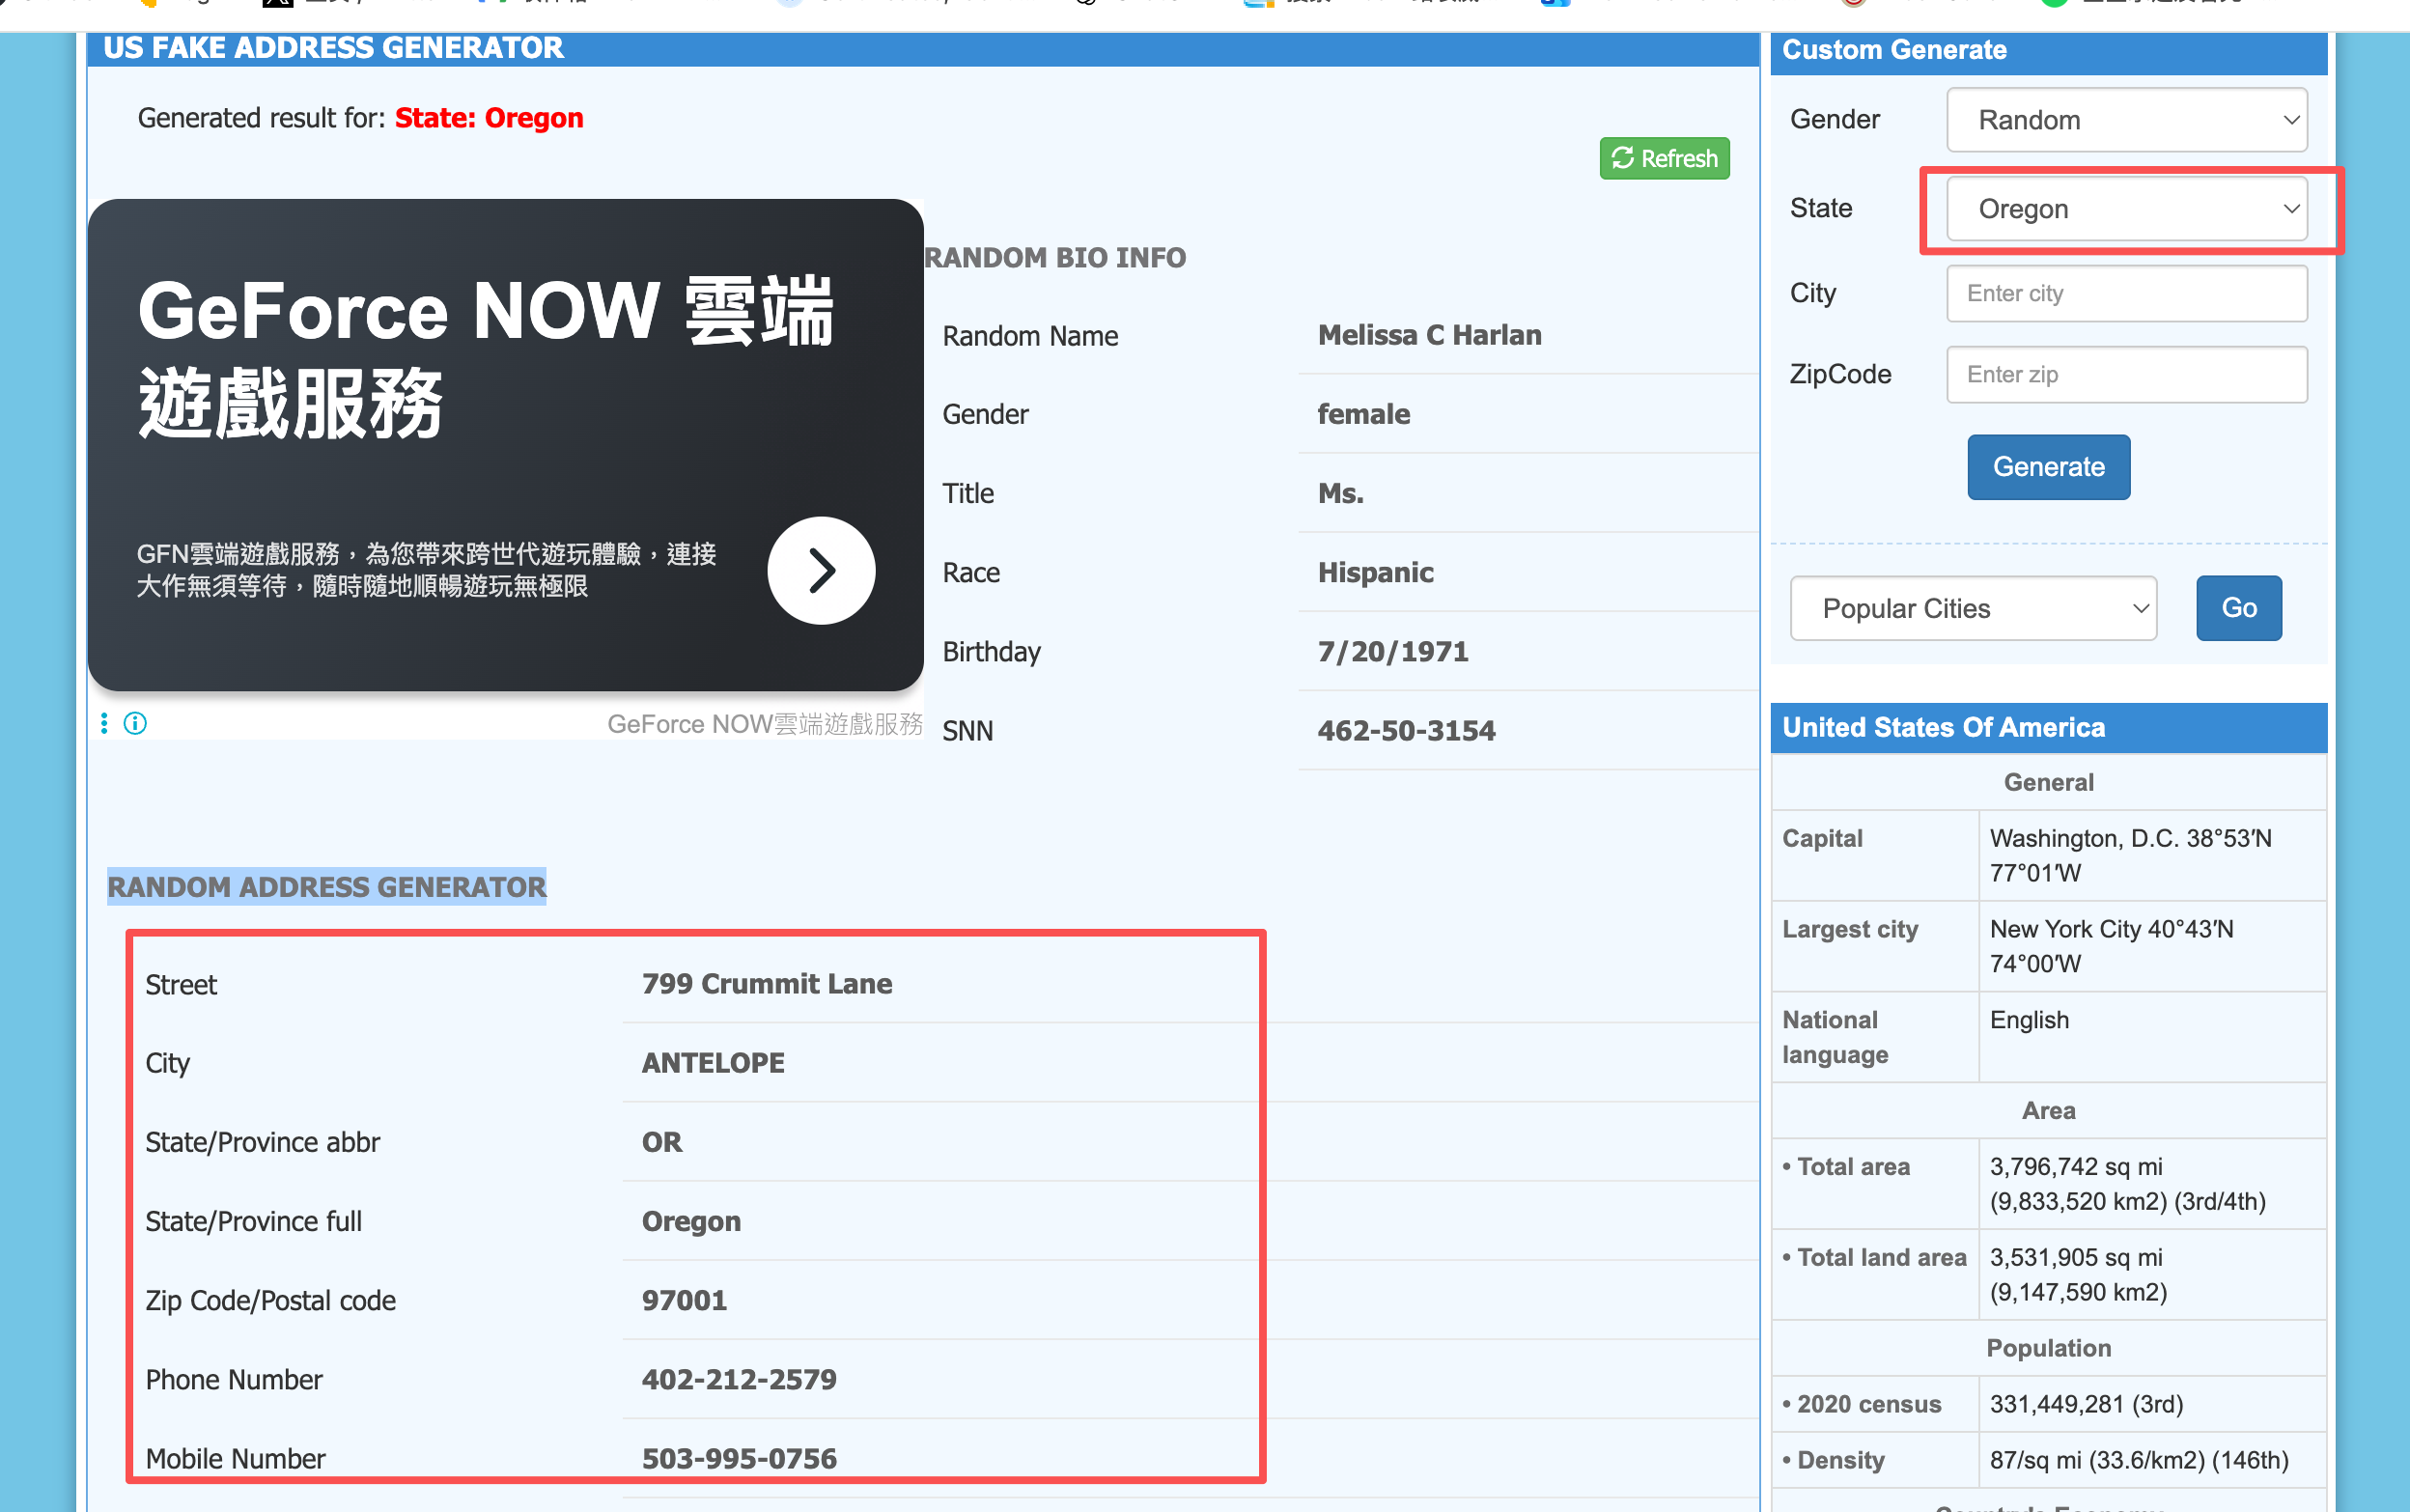 US FAKE ADDRESS GENERATOR
Generated result for: State: Oregon
Refresh
GeForce NOW 雲端
遊戲服務
GFN雲端遊戲服務，為您帶來跨世代遊玩體驗，連接
大作無須等待，隨時隨地順暢遊玩無極限
GeForce NOW雲端遊戲服務
RANDOM BIO INFO
Random Name Melissa C Harlan
Gender female
Title Ms.
Race Hispanic
Birthday 7/20/1971
SNN 462-50-3154
RANDOM ADDRESS GENERATOR
Street 799 Crummit Lane
City ANTELOPE
State/Province abbr OR
State/Province full Oregon
Zip Code/Postal code 97001
Phone Number 402-212-2579
Mobile Number 503-995-0756
Custom Generate
Gender Random
State Oregon
City Enter city
ZipCode Enter zip
Generate
Popular Cities Go
United States Of America
General
Capital Washington, D.C. 38°53′N
77°01′W
Largest city New York City 40°43′N
74°00′W
National English
language
Area
• Total area 3,796,742 sq mi
(9,833,520 km2) (3rd/4th)
• Total land area 3,531,905 sq mi
(9,147,590 km2)
Population
• 2020 census 331,449,281 (3rd)
• Density 87/sq mi (33.6/km2) (146th)